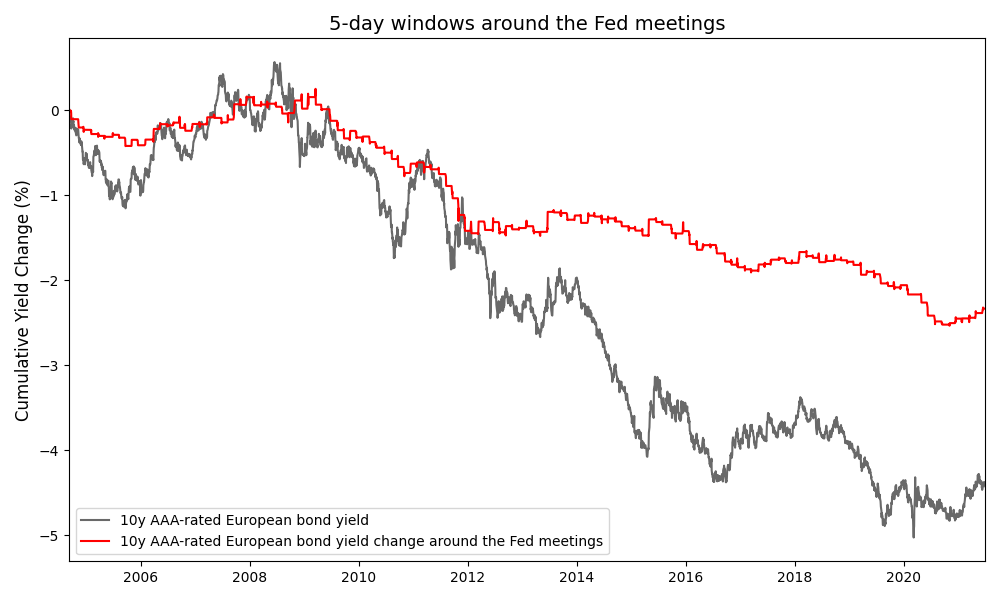 5-day windows around the Fed meetings
Cumulative Yield Change (%)
0
−1
−2
−3
−4
−5
10y AAA-rated European bond yield
10y AAA-rated European bond yield change around the Fed meetings
2006 2008 2010 2012 2014 2016 2018 2020